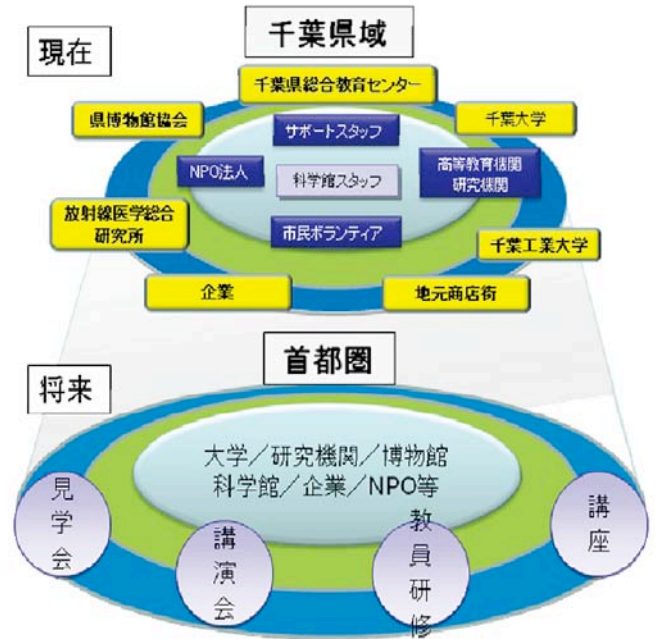 現在
千葉県域
千葉県総合教育センター
県博物館協会
千葉大学
サポートスタッフ
NPO法人
科学館スタッフ
高等教育機関
研究機関
放射線医学総合
研究所
市民ボランティア
千葉工業大学
企業
地元商店街
将来
首都圏
大学／研究機関／博物館
科学館／企業／NPO等
見学会
講演会
教員研修
講座